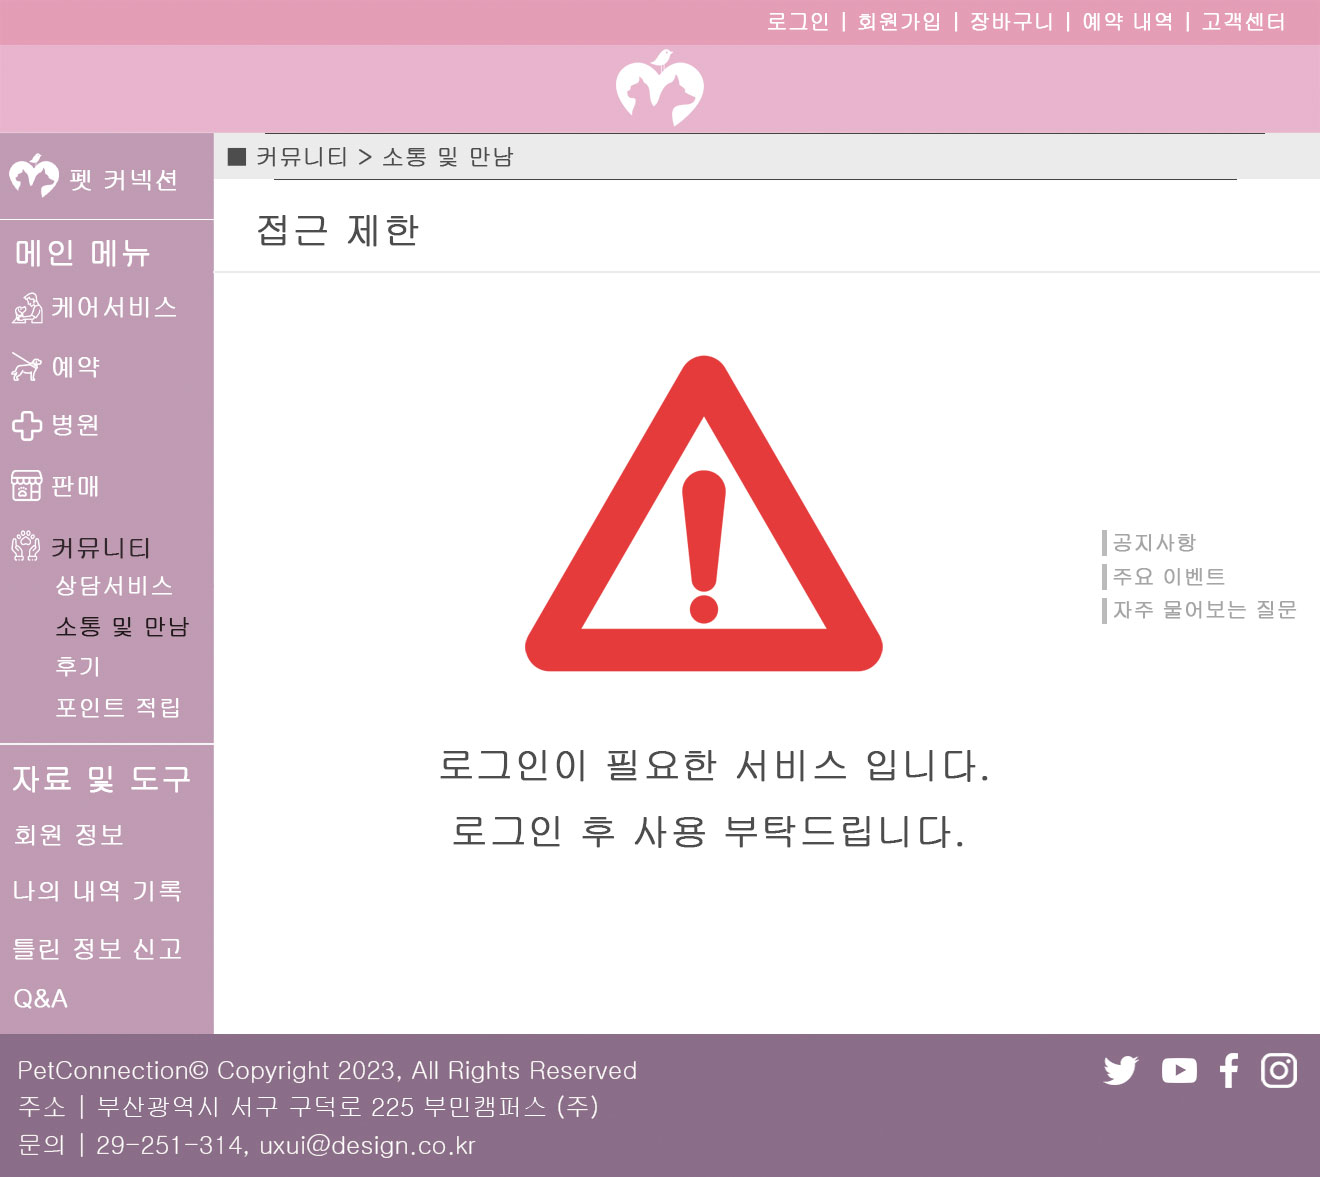 로그인 | 회원가입 | 장바구니 | 예약 내역 | 고객센터
펫 커넥션
■ 커뮤니티 > 소통 및 만남
접근 제한
메인 메뉴
케어서비스
예약
병원
판매
커뮤니티
상담서비스
소통 및 만남
후기
포인트 적립
자료 및 도구
회원 정보
나의 내역 기록
틀린 정보 신고
Q&A
로그인이 필요한 서비스 입니다.
로그인 후 사용 부탁드립니다.
공지사항
주요 이벤트
자주 물어보는 질문
PetConnection© Copyright 2023, All Rights Reserved
주소 | 부산광역시 서구 구덕로 225 부민캠퍼스 (주)
문의 | 29-251-314, uxui@design.co.kr